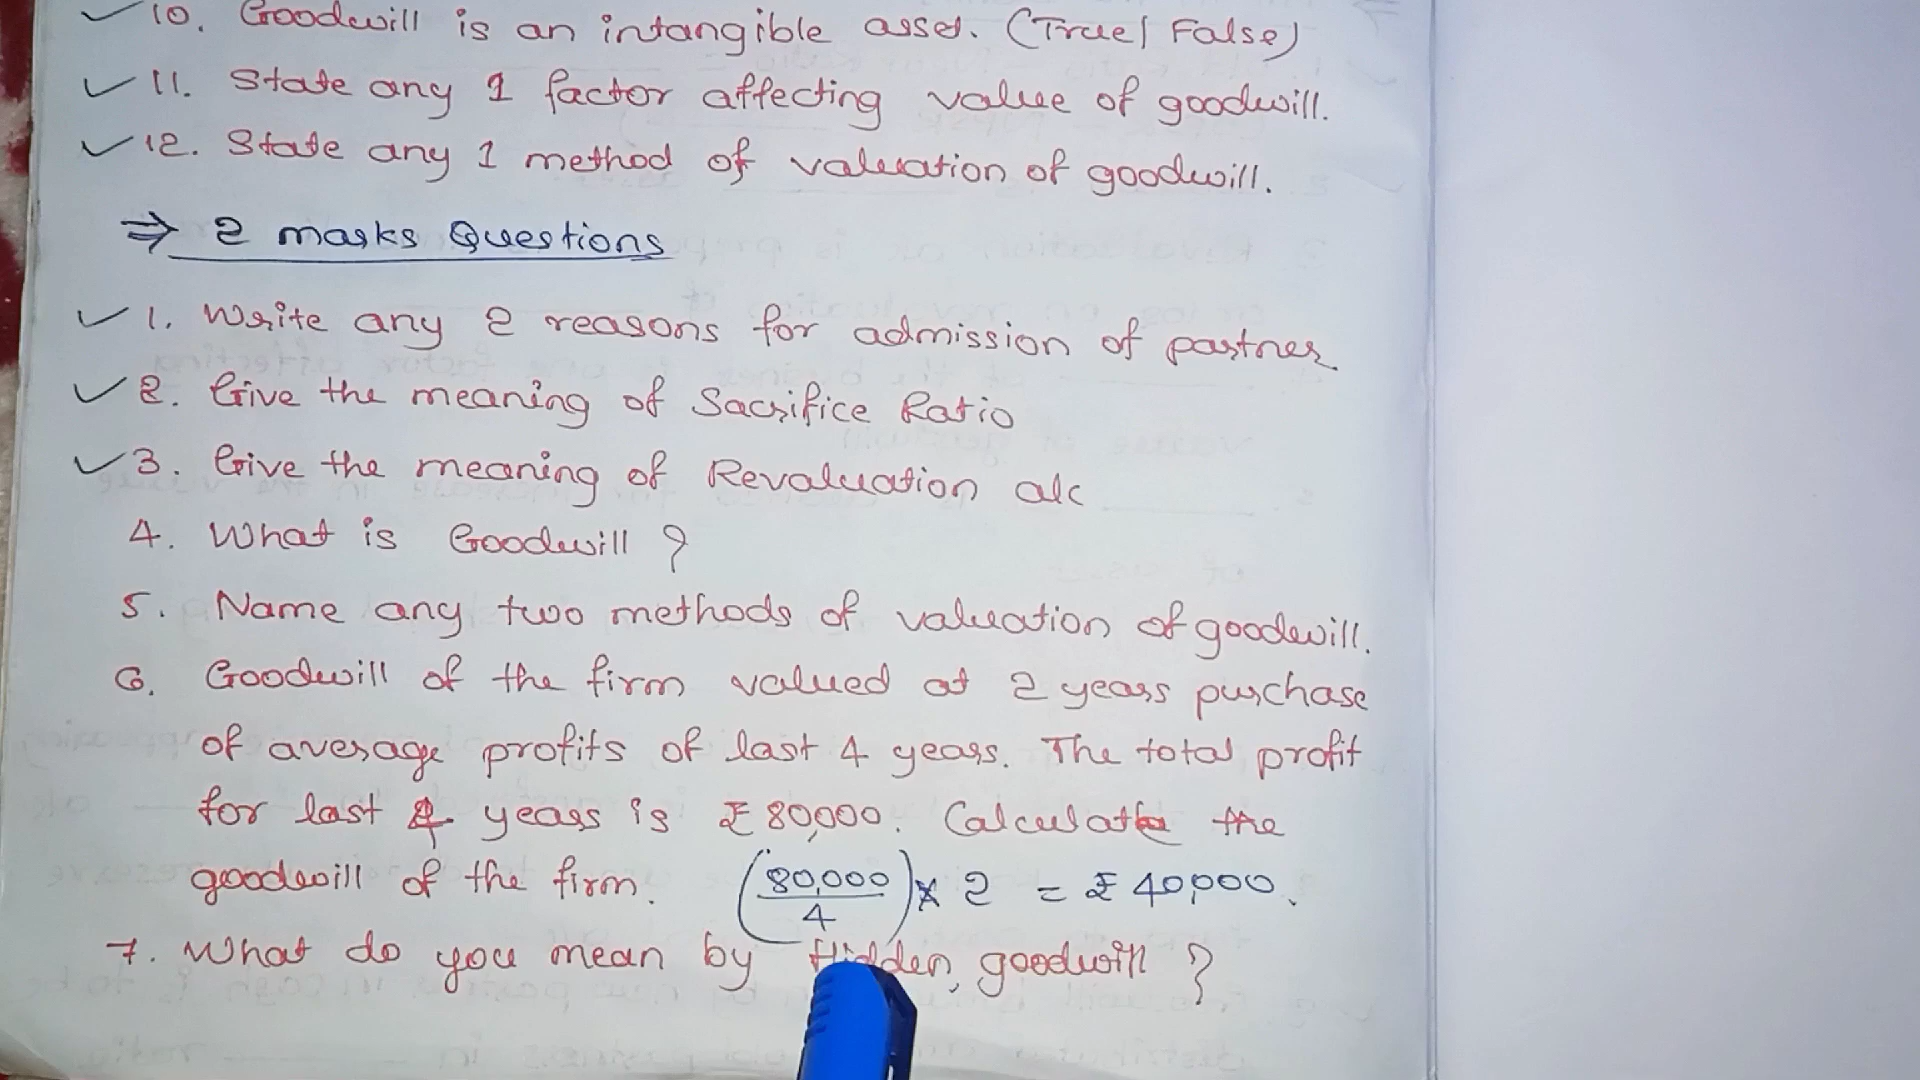 10. Goodwill is an intangible asset. (True/ False)
11. State any 1 factor affecting value of goodwill.
12. State any 1 method of valuation of goodwill.
⇒ 2 marks Questions
1. Write any 2 reasons for admission of partner
2. Give the meaning of Sacrifice Ratio
3. Give the meaning of Revaluation a/c
4. What is Goodwill ?
5. Name any two methods of valuation of goodwill.
6. Goodwill of the firm valued at 2 years purchase
of average profits of last 4 years. The total profit
for last 4 years is ₹ 80,000. Calculate the
goodwill of the firm. (80,000/4) × 2 = ₹ 40,000.
7. What do you mean by Hidden goodwill ?